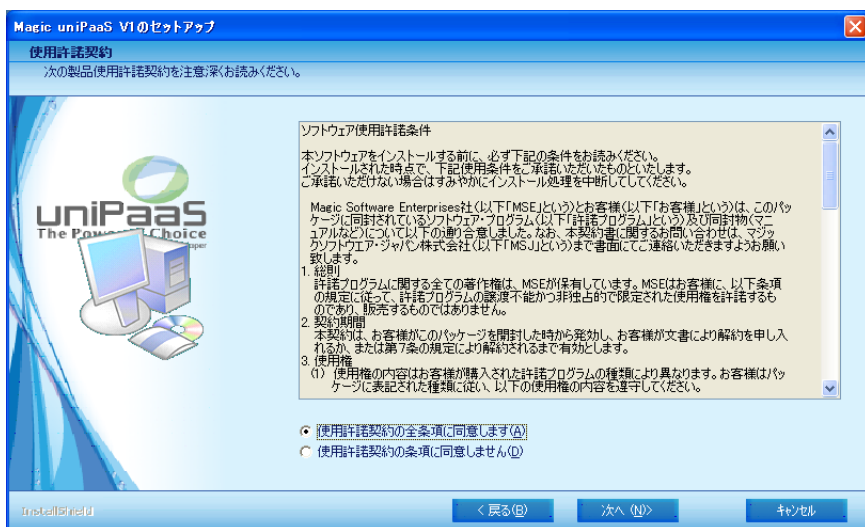 Magic uniPaaS V1のセットアップ
使用許諾契約
次の製品使用許諾契約を注意深くお読みください。
uniPaaS
The Power Choice
oper
ソフトウェア使用許諾条件
本ソフトウェアをインストールする前に、必ず下記の条件をお読みください。
インストールされた時点で、下記使用条件をご承諾いただいたものといたします。
ご承諾いただけない場合はすみやかにインストール処理を中断してしてください。
Magic Software Enterprises社(以下「MSE」という)とお客様(以下「お客様」という)は、このパッ
ケージに同封されているソフトウェア・プログラム(以下「許諾プログラム」という)及び同封物(マニ
ュアルなど)について以下の通り合意しました。なお、本契約書に関するお問い合わせは、マジッ
クソフトウエア・ジャパン株式会社(以下「MSJ」という)まで書面にてご連絡いただきますようお願い
致します。
1. 総則
許諾プログラムに関する全ての著作権は、MSEが保有しています。MSEはお客様に、以下条項
の規定に従って、許諾プログラムの譲渡不能かつ非独占的で限定された使用権を許諾するも
のであり、販売するものではありません。
2. 契約期間
本契約は、お客様がこのパッケージを開封した時から発効し、お客様が文書により解約を申し入
れるか、または第7条の規定により解約されるまで有効とします。
3. 使用権
(1) 使用権の内容はお客様が購入された許諾プログラムの種類により異なります。お客様はパッ
ケージに表記された種類に従い、以下の使用権の内容を遵守してください。
使用許諾契約の全条項に同意します(A)
使用許諾契約の条項に同意しません(D)
InstallShield
< 戻る(B)
次へ (N)>
キャンセル